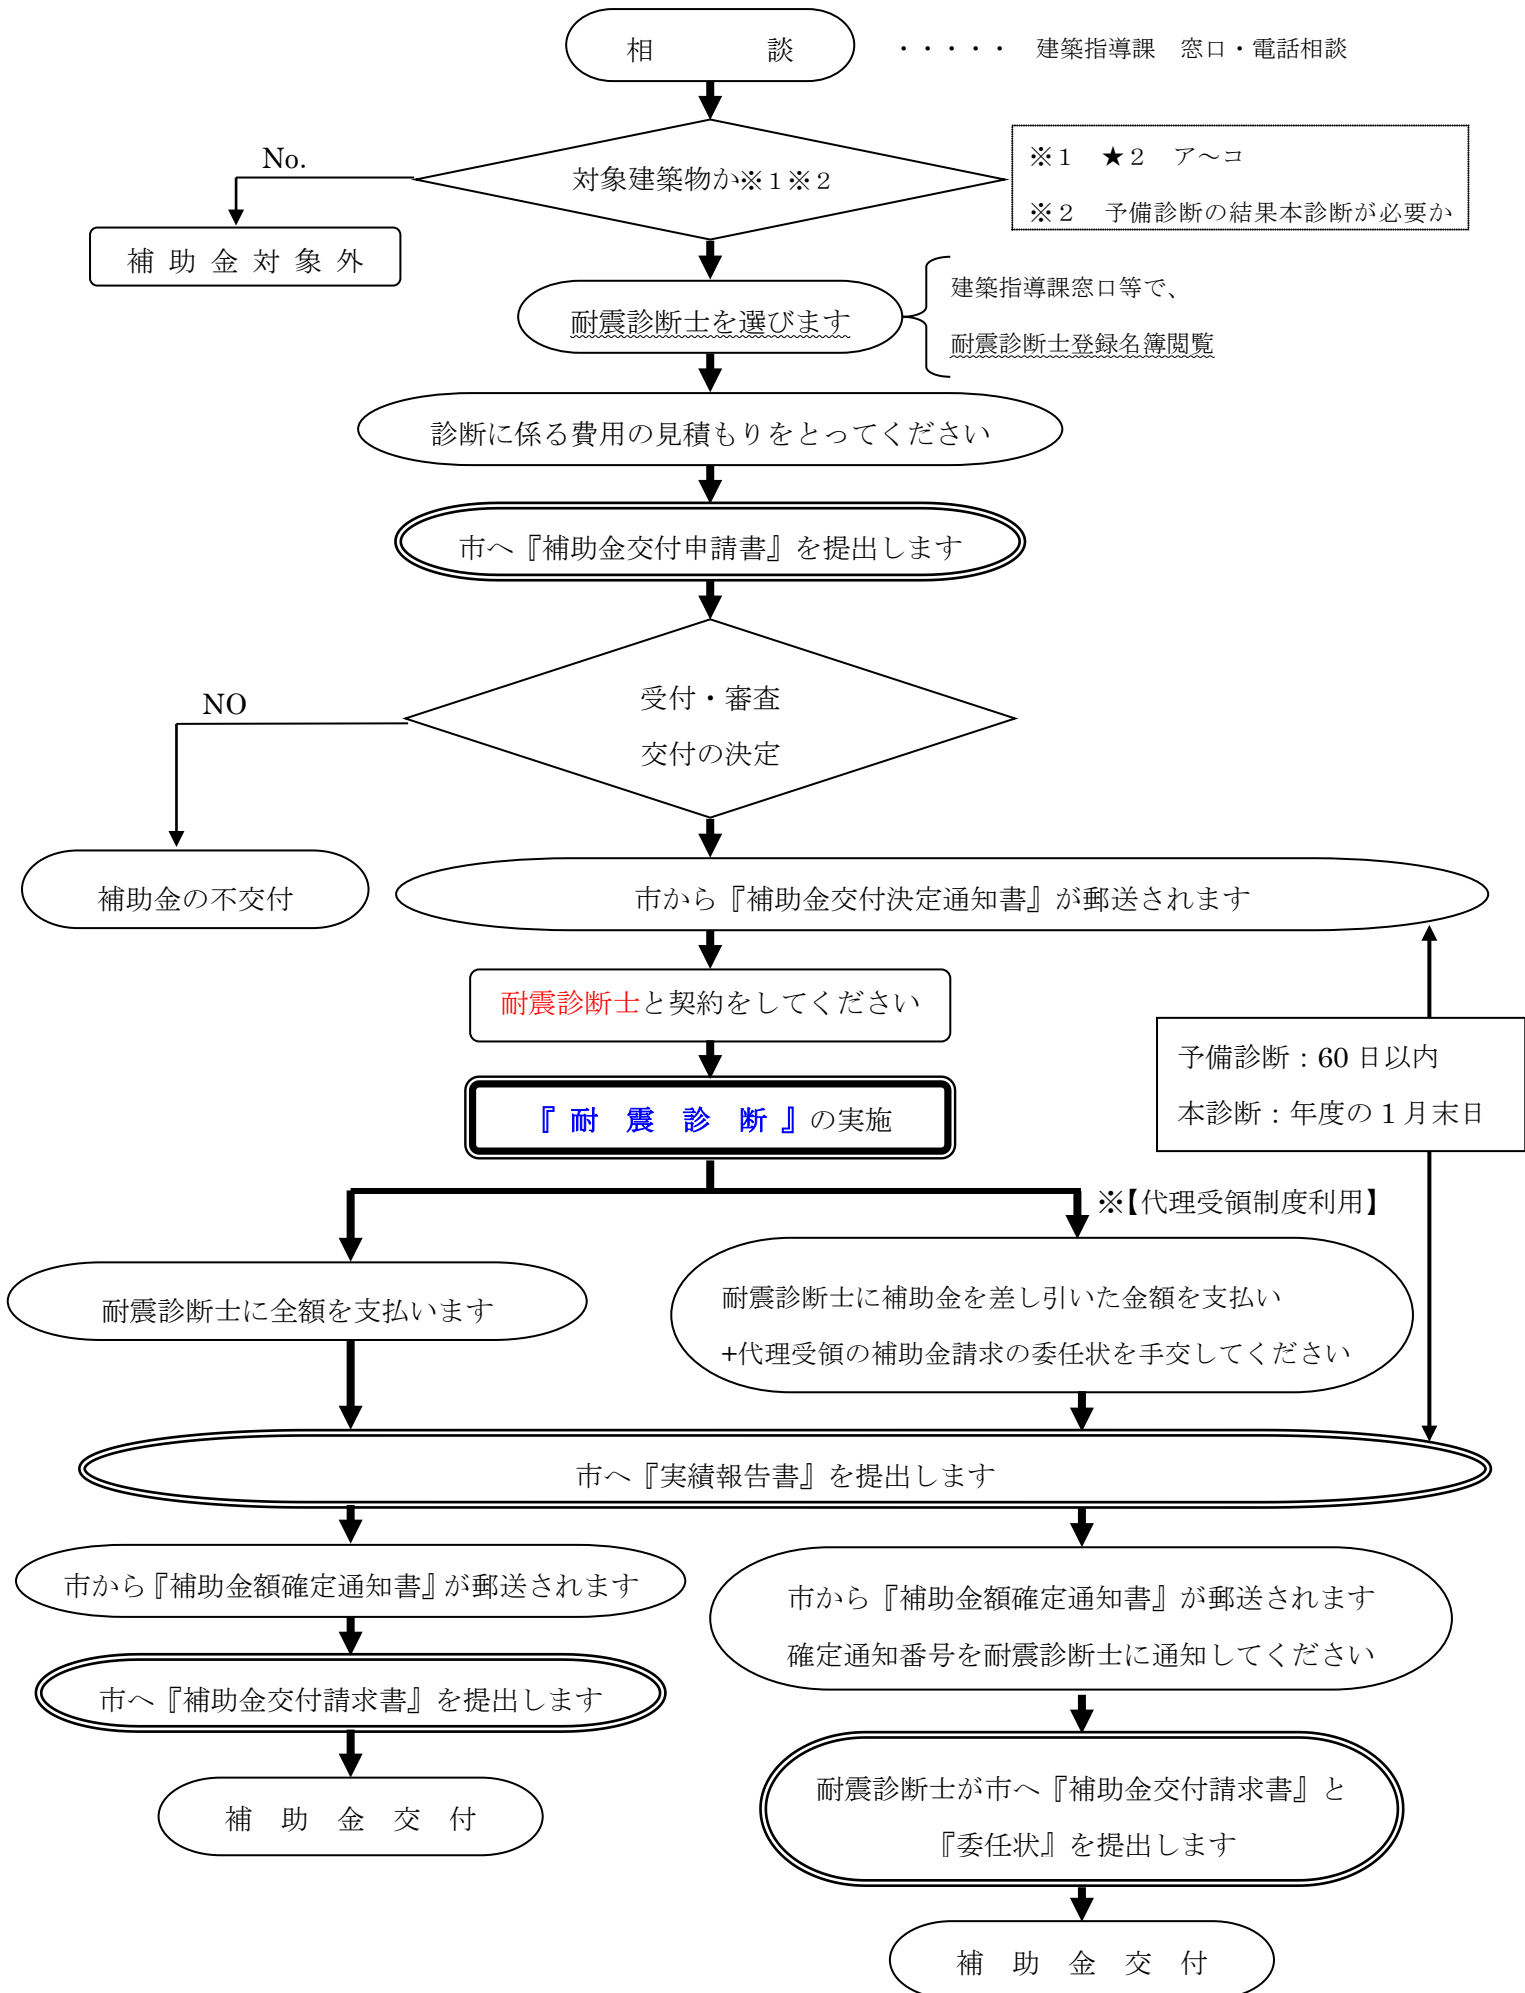 相　　談
・・・・・　建築指導課　窓口・電話相談
No.
対象建築物か※１※２
※１　★２　ア～コ
※２　予備診断の結果本診断が必要か
補 助 金 対 象 外
耐震診断士を選びます
建築指導課窓口等で、
耐震診断士登録名簿閲覧
診断に係る費用の見積もりをとってください
市へ『補助金交付申請書』を提出します
NO
受付・審査
交付の決定
補助金の不交付
市から『補助金交付決定通知書』が郵送されます
耐震診断士と契約をしてください
予備診断：60 日以内
本診断：年度の 1 月末日
『 耐　震　診　断 』の実施
※【代理受領制度利用】
耐震診断士に全額を支払います
耐震診断士に補助金を差し引いた金額を支払い
+代理受領の補助金請求の委任状を手交してください
市へ『実績報告書』を提出します
市から『補助金額確定通知書』が郵送されます
市から『補助金額確定通知書』が郵送されます
確定通知番号を耐震診断士に通知してください
市へ『補助金交付請求書』を提出します
耐震診断士が市へ『補助金交付請求書』と
『委任状』を提出します
補　助　金　交　付
補　助　金　交　付